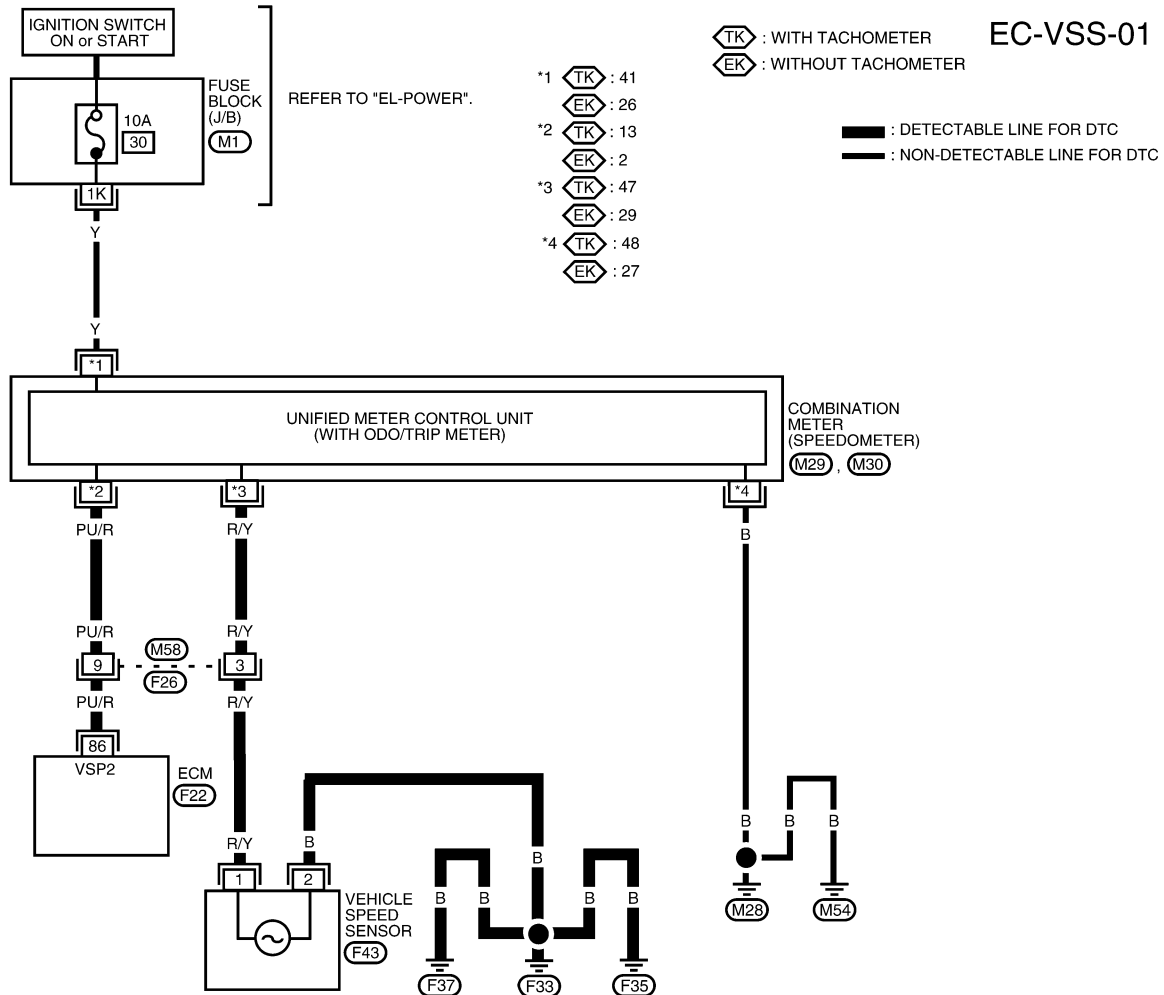 IGNITION SWITCH
ON or START
TK : WITH TACHOMETER
EK : WITHOUT TACHOMETER
EC-VSS-01
FUSE
BLOCK
(J/B)
M1
10A
30
1K
REFER TO "EL-POWER".
*1 TK : 41
EK : 26
*2 TK : 13
EK : 2
*3 TK : 47
EK : 29
*4 TK : 48
EK : 27
: DETECTABLE LINE FOR DTC
: NON-DETECTABLE LINE FOR DTC
Y
Y
*1
UNIFIED METER CONTROL UNIT
(WITH ODO/TRIP METER)
COMBINATION
METER
(SPEEDOMETER)
M29 , M30
*2 *3 *4
PU/R R/Y B
PU/R R/Y
9 M58 3
F26
PU/R R/Y
86
VSP2
ECM
F22
R/Y B
1 2
VEHICLE
SPEED
SENSOR
F43
B
B B B B
F37 F33 F35
B B B
M28 M54